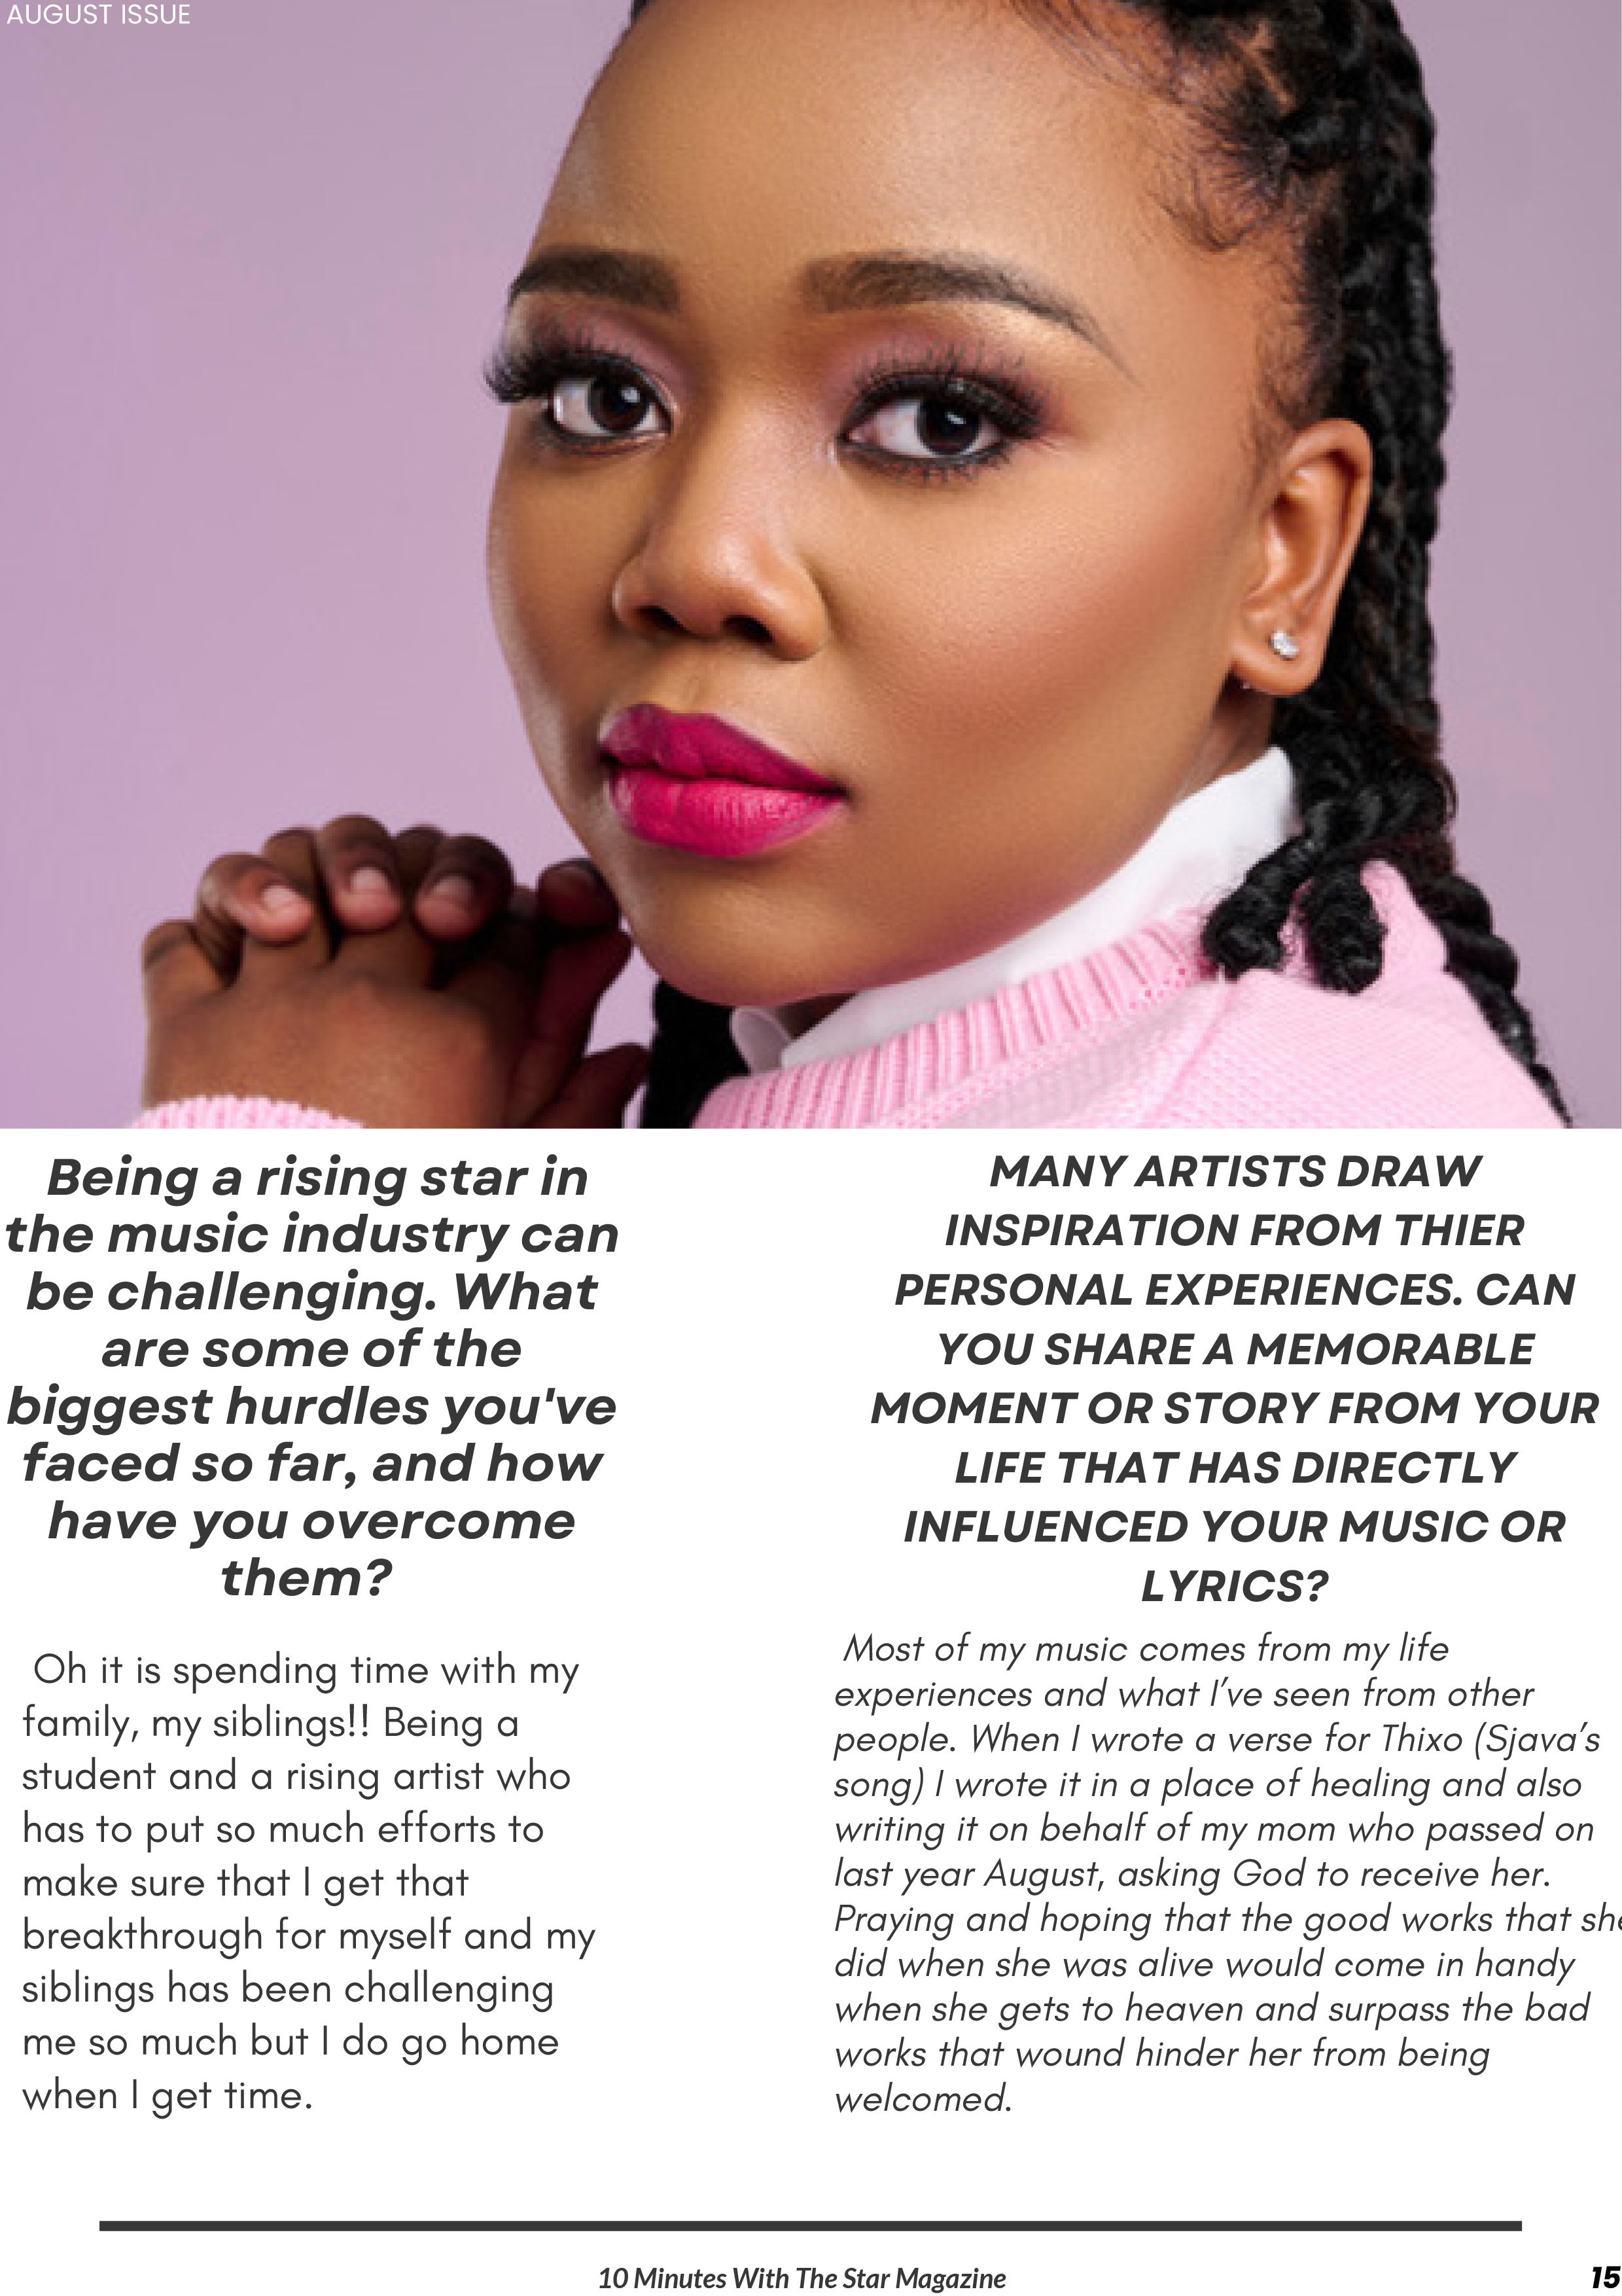 AUGUST ISSUE
Being a rising star in
the music industry can
be challenging. What
are some of the
biggest hurdles you've
faced so far, and how
have you overcome
them?
Oh it is spending time with my
family, my siblings!! Being a
student and a rising artist who
has to put so much efforts to
make sure that I get that
breakthrough for myself and my
siblings has been challenging
me so much but I do go home
when I get time.
MANY ARTISTS DRAW
INSPIRATION FROM THIER
PERSONAL EXPERIENCES. CAN
YOU SHARE A MEMORABLE
MOMENT OR STORY FROM YOUR
LIFE THAT HAS DIRECTLY
INFLUENCED YOUR MUSIC OR
LYRICS?
Most of my music comes from my life
experiences and what I’ve seen from other
people. When I wrote a verse for Thixo (Sjava’s
song) I wrote it in a place of healing and also
writing it on behalf of my mom who passed on
last year August, asking God to receive her.
Praying and hoping that the good works that she
did when she was alive would come in handy
when she gets to heaven and surpass the bad
works that wound hinder her from being
welcomed.
10 Minutes With The Star Magazine
15